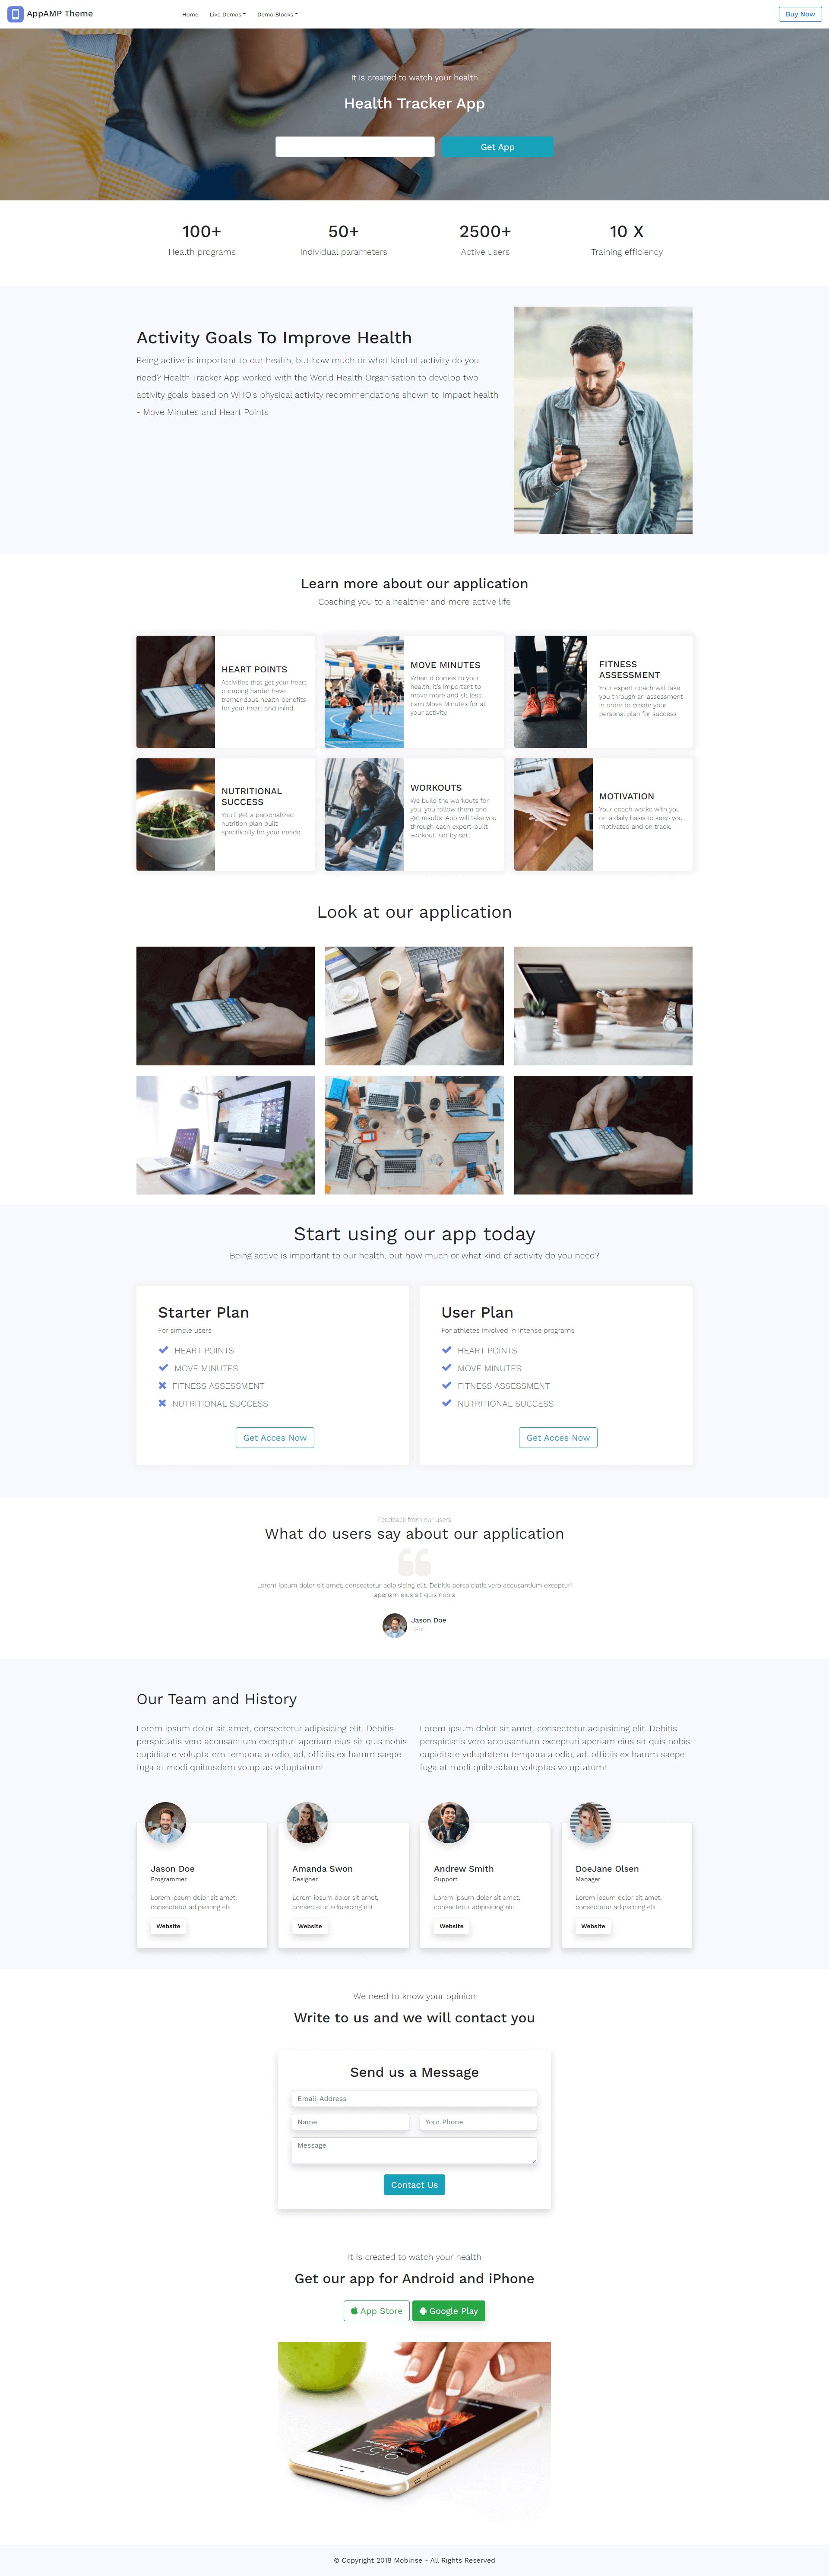 AppAMP Theme
Home
Live Demos
Demo Blocks
Buy Now
It is created to watch your health
Health Tracker App
Get App
100+
50+
2500+
10 X
Health programs
Individual parameters
Active users
Training efficiency
Activity Goals To Improve Health
Being active is important to our health, but how much or what kind of activity do you
need? Health Tracker App worked with the World Health Organisation to develop two
activity goals based on WHO's physical activity recommendations shown to impact health
- Move Minutes and Heart Points
Learn more about our application
Coaching you to a healthier and more active life
HEART POINTS
Activities that get your heart
pumping harder have
tremendous health benefits
for your heart and mind.
MOVE MINUTES
When it comes to your
health, it's important to
move more and sit less.
Earn Move Minutes for all
your activity.
FITNESS
ASSESSMENT
Your expert coach will take
you through an assessment
in order to create your
personal plan for success
NUTRITIONAL
SUCCESS
You'll get a personalized
nutrition plan built
specifically for your needs
WORKOUTS
We build the workouts for
you, you follow them and
get results. App will take you
through each expert-built
workout, set by set.
MOTIVATION
Your coach works with you
on a daily basis to keep you
motivated and on track.
Look at our application
Start using our app today
Being active is important to our health, but how much or what kind of activity do you need?
Starter Plan
For simple users
HEART POINTS
MOVE MINUTES
FITNESS ASSESSMENT
NUTRITIONAL SUCCESS
Get Acces Now
User Plan
For athletes involved in intense programs
HEART POINTS
MOVE MINUTES
FITNESS ASSESSMENT
NUTRITIONAL SUCCESS
Get Acces Now
Feedback from our users
What do users say about our application
Lorem ipsum dolor sit amet, consectetur adipisicing elit. Debitis perspiciatis vero accusantium excepturi
aperiam eius sit quis nobis
Jason Doe
User
Our Team and History
Lorem ipsum dolor sit amet, consectetur adipisicing elit. Debitis
perspiciatis vero accusantium excepturi aperiam eius sit quis nobis
cupiditate voluptatem tempora a odio, ad, officiis ex harum saepe
fuga at modi quibusdam voluptas voluptatum!
Lorem ipsum dolor sit amet, consectetur adipisicing elit. Debitis
perspiciatis vero accusantium excepturi aperiam eius sit quis nobis
cupiditate voluptatem tempora a odio, ad, officiis ex harum saepe
fuga at modi quibusdam voluptas voluptatum!
Jason Doe
Programmer
Lorem ipsum dolor sit amet,
consectetur adipisicing elit.
Website
Amanda Swon
Designer
Lorem ipsum dolor sit amet,
consectetur adipisicing elit.
Website
Andrew Smith
Support
Lorem ipsum dolor sit amet,
consectetur adipisicing elit.
Website
DoeJane Olsen
Manager
Lorem ipsum dolor sit amet,
consectetur adipisicing elit.
Website
We need to know your opinion
Write to us and we will contact you
Send us a Message
Email-Address
Name
Your Phone
Message
Contact Us
It is created to watch your health
Get our app for Android and iPhone
App Store
Google Play
© Copyright 2018 Mobirise - All Rights Reserved